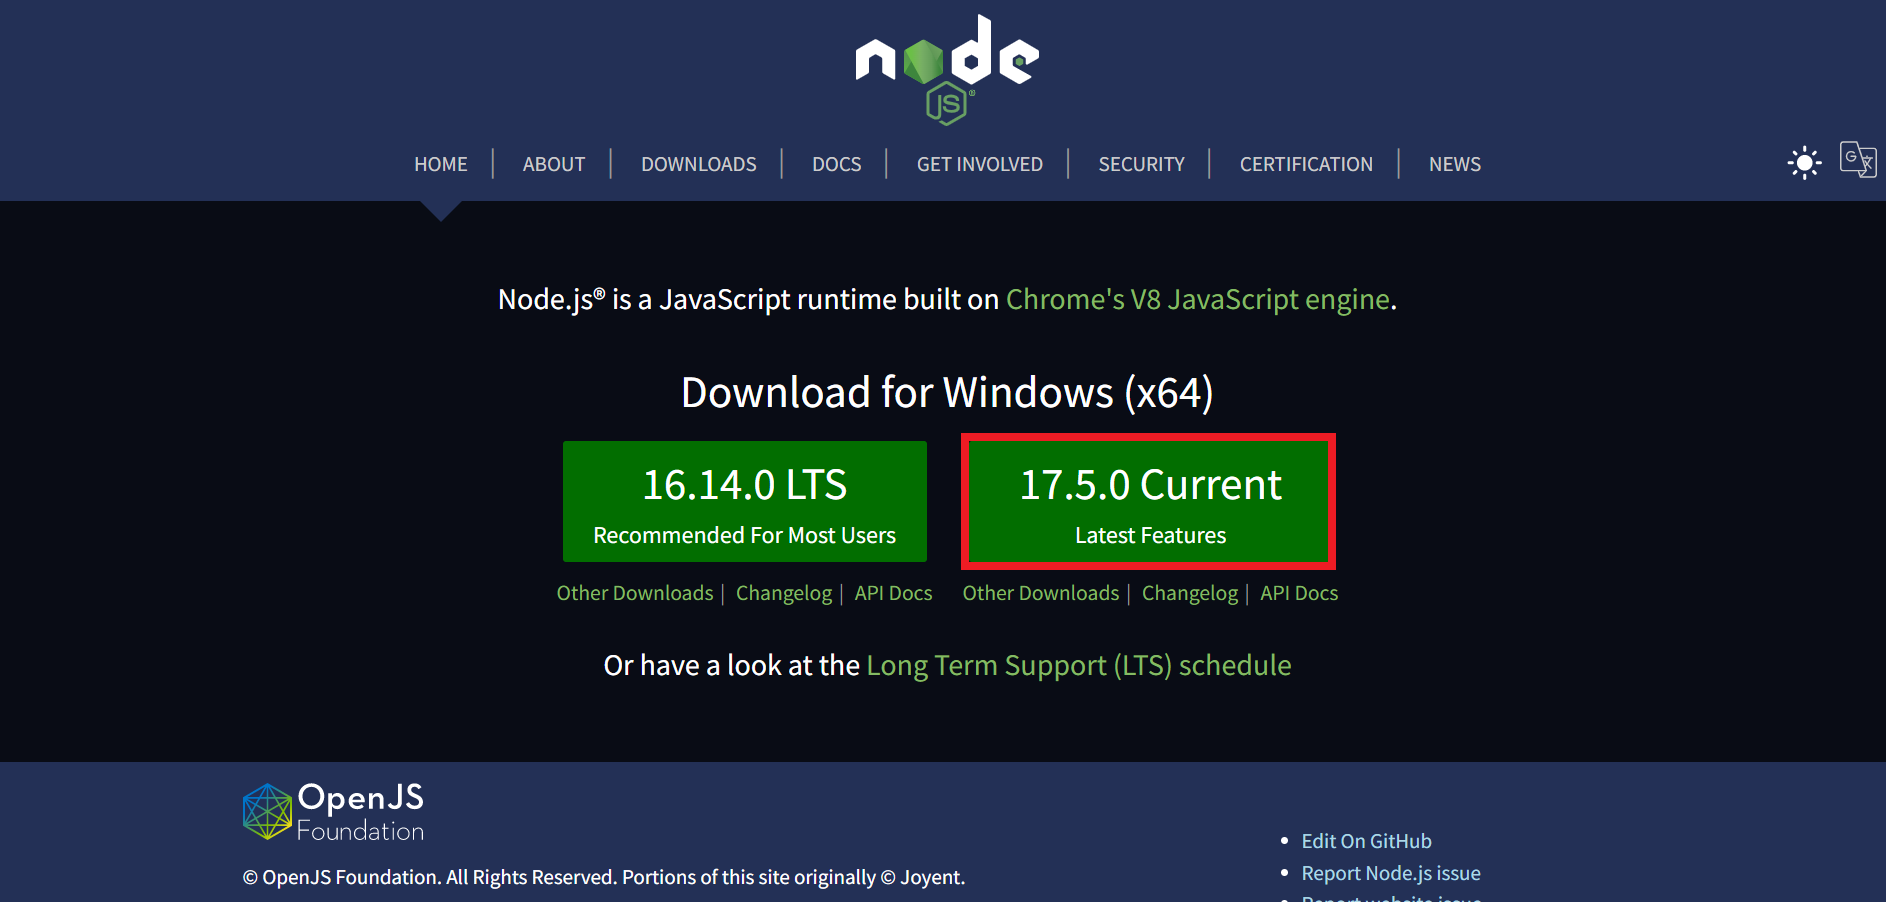 node
JS®
HOME | ABOUT | DOWNLOADS | DOCS | GET INVOLVED | SECURITY | CERTIFICATION | NEWS
Node.js® is a JavaScript runtime built on Chrome's V8 JavaScript engine.
Download for Windows (x64)
16.14.0 LTS
Recommended For Most Users
17.5.0 Current
Latest Features
Other Downloads | Changelog | API Docs
Other Downloads | Changelog | API Docs
Or have a look at the Long Term Support (LTS) schedule
OpenJS
Foundation
© OpenJS Foundation. All Rights Reserved. Portions of this site originally © Joyent.
Edit On GitHub
Report Node.js issue
Report website issue